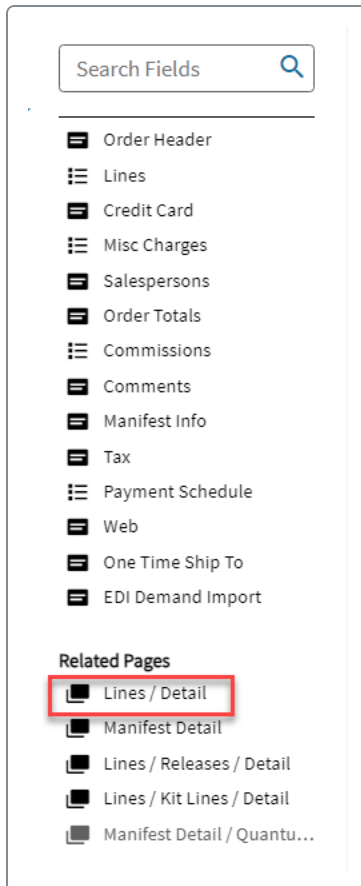 Search Fields
Order Header
Lines
Credit Card
Misc Charges
Salespersons
Order Totals
Commissions
Comments
Manifest Info
Tax
Payment Schedule
Web
One Time Ship To
EDI Demand Import
Related Pages
Lines / Detail
Manifest Detail
Lines / Releases / Detail
Lines / Kit Lines / Detail
Manifest Detail / Quantu...